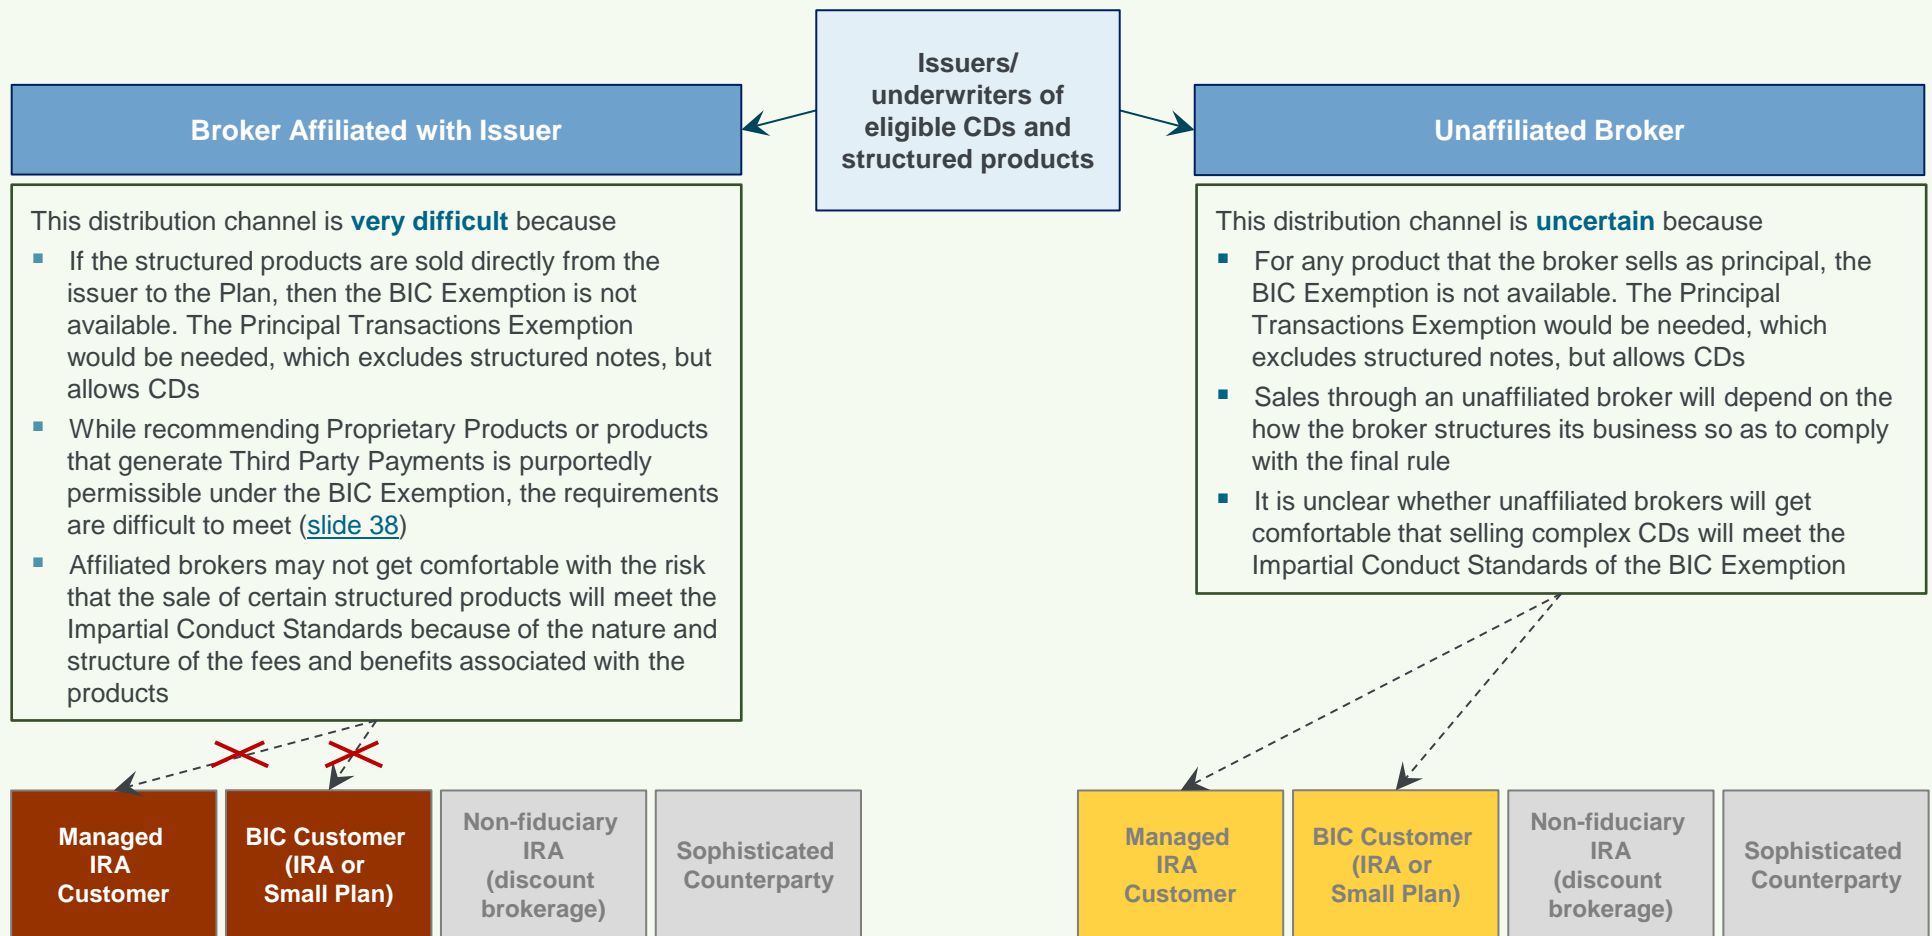 Issuers/
underwriters of
eligible CDs and
structured products
Broker Affiliated with Issuer
This distribution channel is very difficult because
▪ If the structured products are sold directly from the
issuer to the Plan, then the BIC Exemption is not
available. The Principal Transactions Exemption
would be needed, which excludes structured notes, but
allows CDs
▪ While recommending Proprietary Products or products
that generate Third Party Payments is purportedly
permissible under the BIC Exemption, the requirements
are difficult to meet (slide 38)
▪ Affiliated brokers may not get comfortable with the risk
that the sale of certain structured products will meet the
Impartial Conduct Standards because of the nature and
structure of the fees and benefits associated with the
products
Unaffiliated Broker
This distribution channel is uncertain because
▪ For any product that the broker sells as principal, the
BIC Exemption is not available. The Principal
Transactions Exemption would be needed, which
excludes structured notes, but allows CDs
▪ Sales through an unaffiliated broker will depend on the
how the broker structures its business so as to comply
with the final rule
▪ It is unclear whether unaffiliated brokers will get
comfortable that selling complex CDs will meet the
Impartial Conduct Standards of the BIC Exemption
Managed
IRA
Customer
BIC Customer
(IRA or
Small Plan)
Non-fiduciary
IRA
(discount
brokerage)
Sophisticated
Counterparty
Managed
IRA
Customer
BIC Customer
(IRA or
Small Plan)
Non-fiduciary
IRA
(discount
brokerage)
Sophisticated
Counterparty